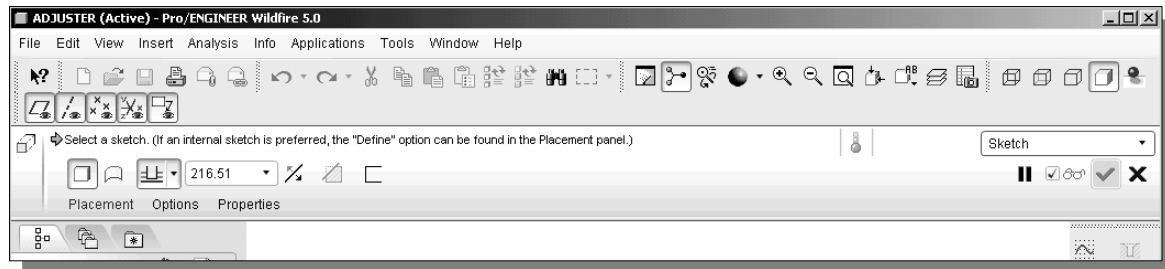 ADJUSTER (Active) - Pro/ENGINEER Wildfire 5.0
File Edit View Insert Analysis Info Applications Tools Window Help
Select a sketch. (If an internal sketch is preferred, the "Define" option can be found in the Placement panel.)
Sketch
216.51
Placement Options Properties